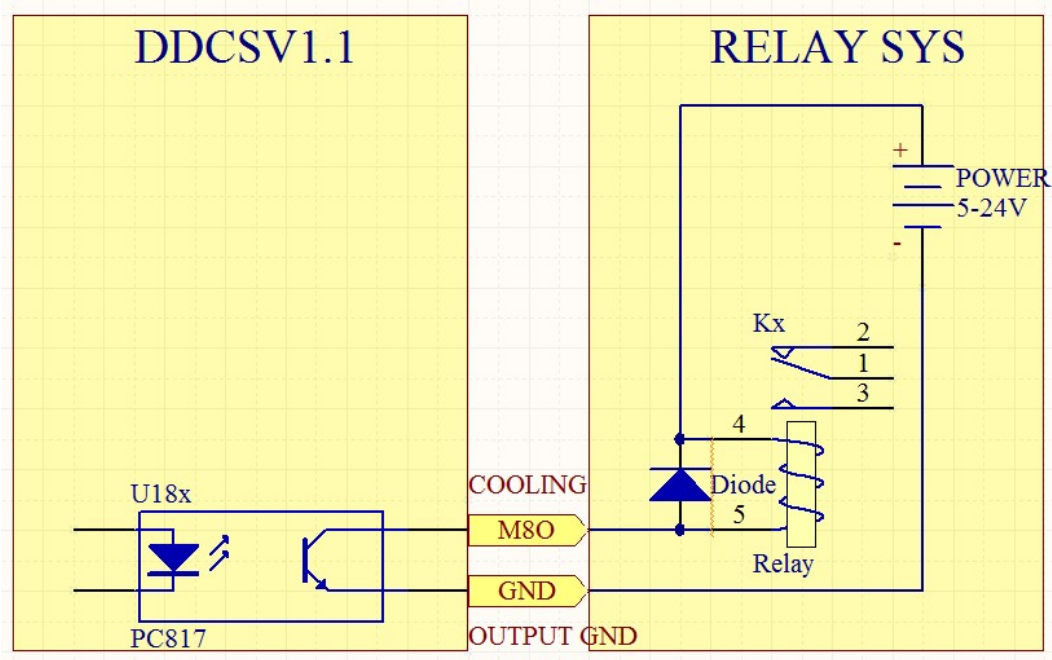 DDCSV1.1
RELAY SYS
+
POWER
5-24V
-
Kx
2
1
3
4
COOLING
Diode
U18x
5
M8O
Relay
GND
PC817
OUTPUT GND